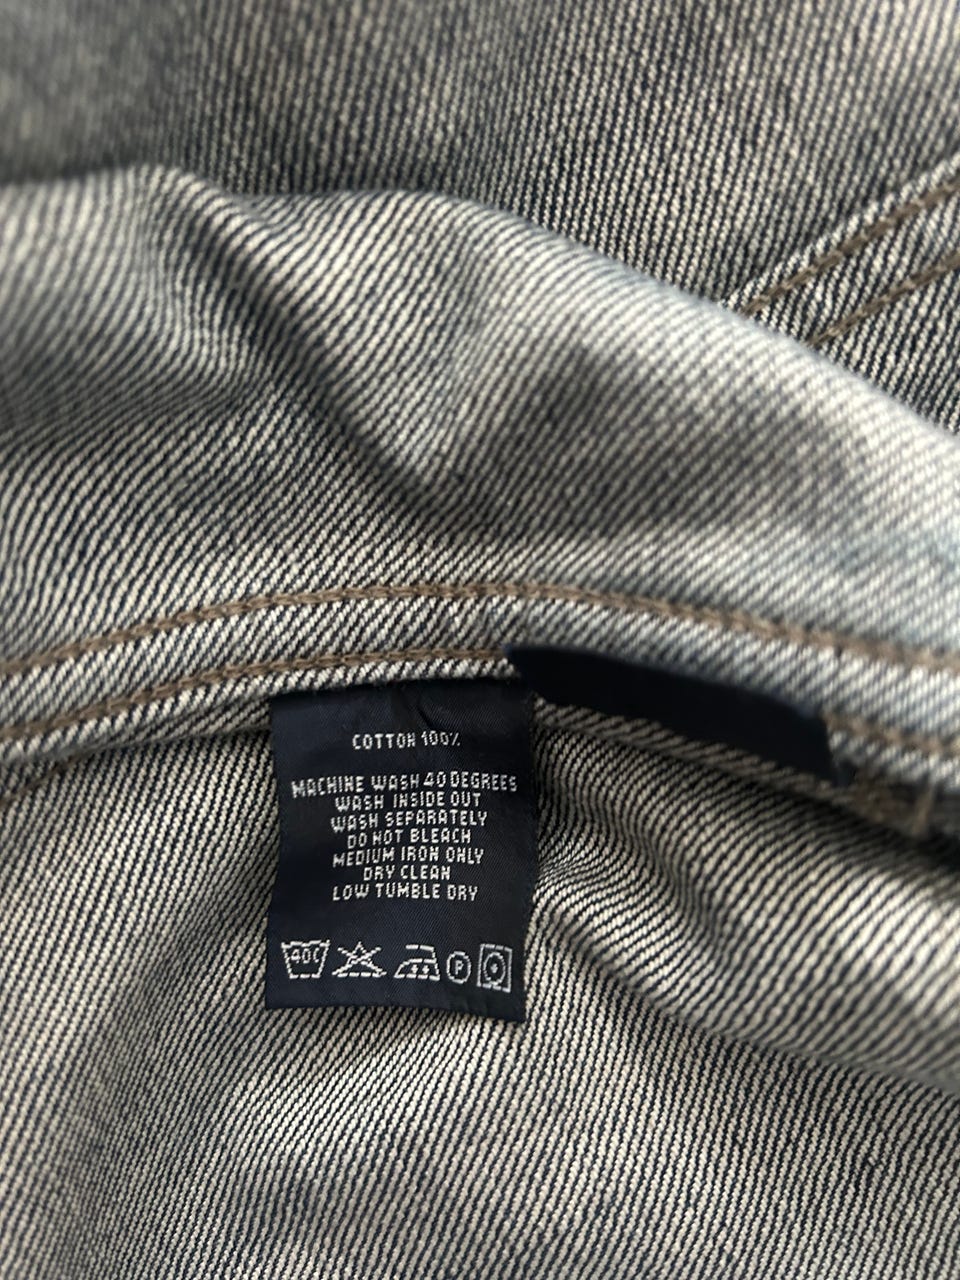 COTTON 100%
MACHINE WASH 40 DEGREES
WASH INSIDE OUT
WASH SEPARATELY
DO NOT BLEACH
MEDIUM IRON ONLY
DRY CLEAN
LOW TUMBLE DRY
40C P